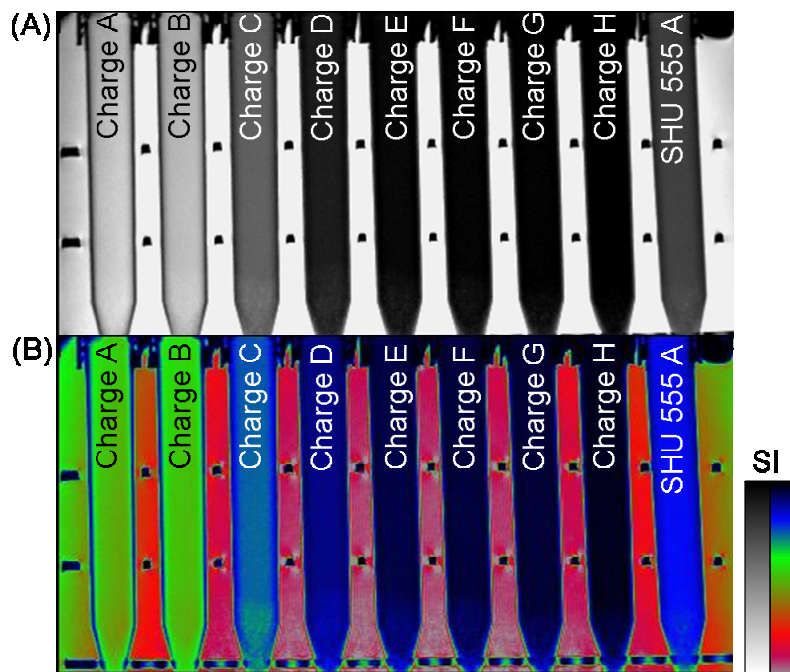 (A)
Charge A
Charge B
Charge C
Charge D
Charge E
Charge F
Charge G
Charge H
SHU 555 A
(B)
Charge A
Charge B
Charge C
Charge D
Charge E
Charge F
Charge G
Charge H
SHU 555 A
SI